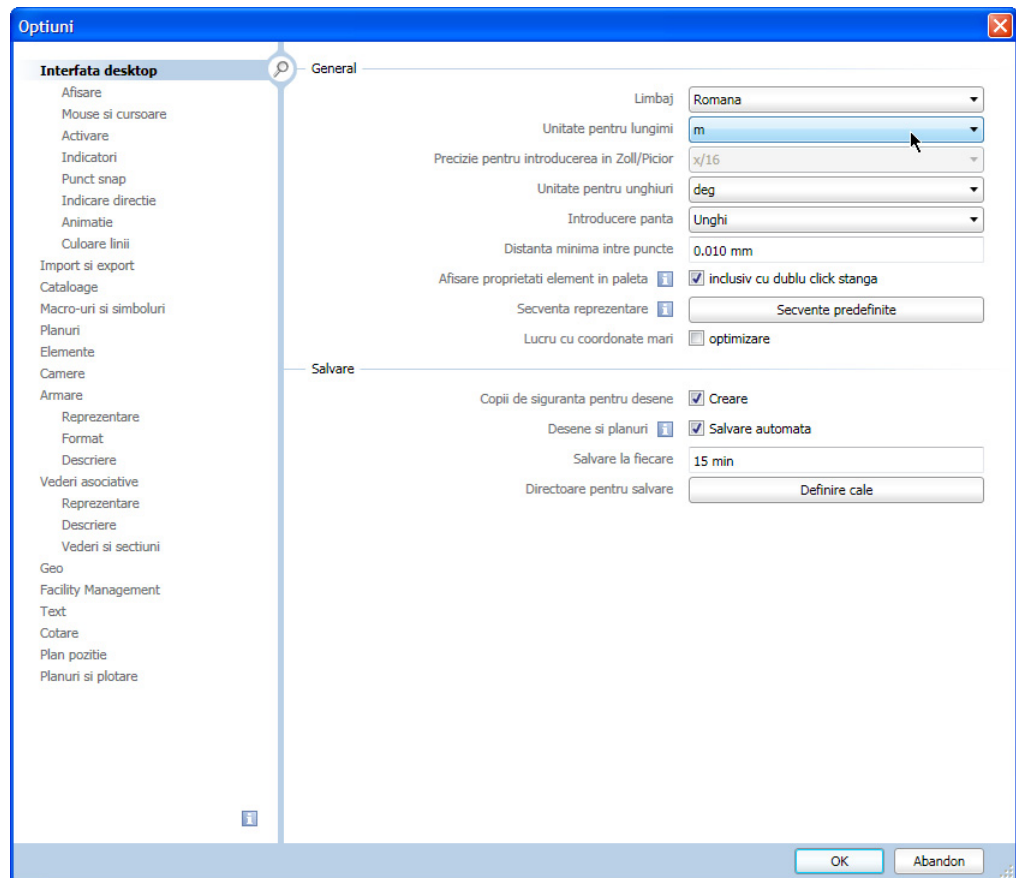 Optiuni
Interfata desktop
Afisare
Mouse si cursoare
Activare
Indicatori
Punct snap
Indicare directie
Animatie
Culoare linii
Import si export
Cataloage
Macro-uri si simboluri
Planuri
Elemente
Camere
Armare
Reprezentare
Format
Descriere
Vederi asociative
Reprezentare
Descriere
Vederi si sectiuni
Geo
Facility Management
Text
Cotare
Plan pozitie
Planuri si plotare
General
Limbaj Romana
Unitate pentru lungimi m
Precizie pentru introducerea in Zoll/Picior x/16
Unitate pentru unghiuri deg
Introducere panta Unghi
Distanta minima intre puncte 0.010 mm
Afisare proprietati element in paleta i inclusiv cu dublu click stanga
Secventa reprezentare i Secvente predefinite
Lucru cu coordonate mari optimizare
Salvare
Copii de siguranta pentru desene Creare
Desene si planuri i Salvare automata
Salvare la fiecare 15 min
Directoare pentru salvare Definire cale
i
OK Abandon